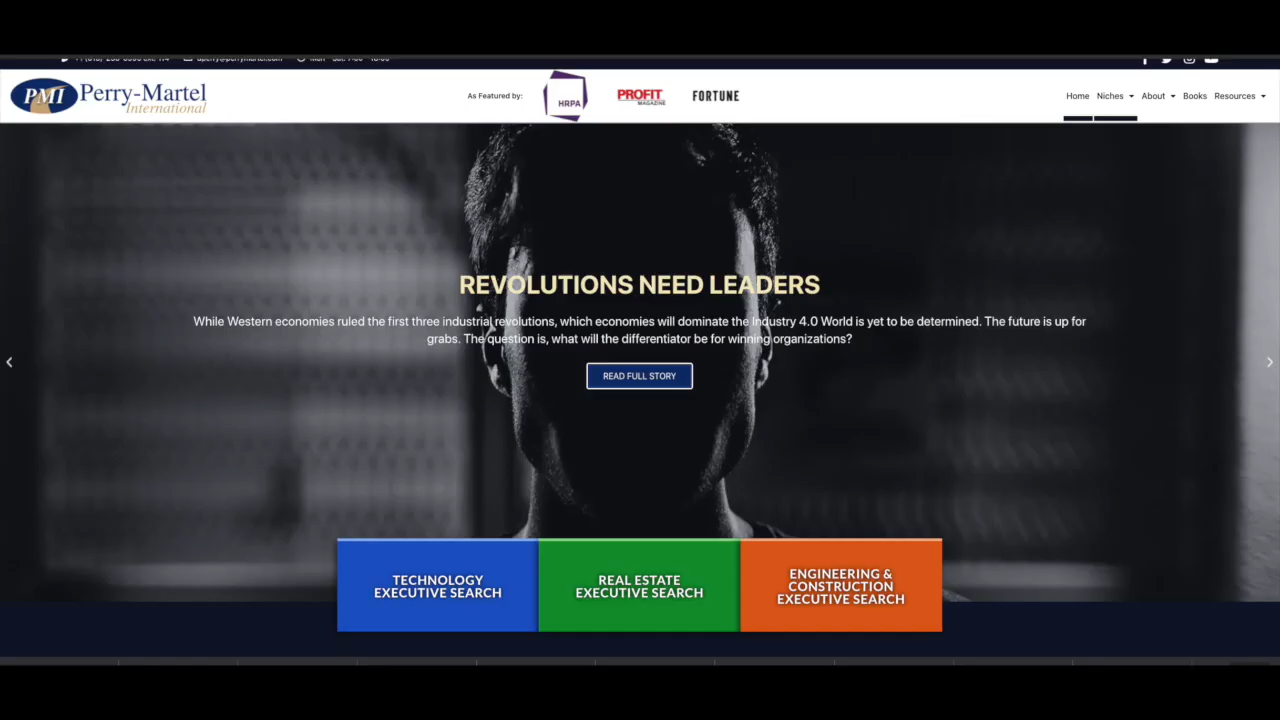 PMI Perry-Martel
International
As Featured by:
HRPA
PROFIT
MAGAZINE
FORTUNE
Home Niches About Books Resources
REVOLUTIONS NEED LEADERS
While Western economies ruled the first three industrial revolutions, which economies will dominate the Industry 4.0 World is yet to be determined. The future is up for
grabs. The question is, what will the differentiator be for winning organizations?
READ FULL STORY
TECHNOLOGY
EXECUTIVE SEARCH
REAL ESTATE
EXECUTIVE SEARCH
ENGINEERING &
CONSTRUCTION
EXECUTIVE SEARCH